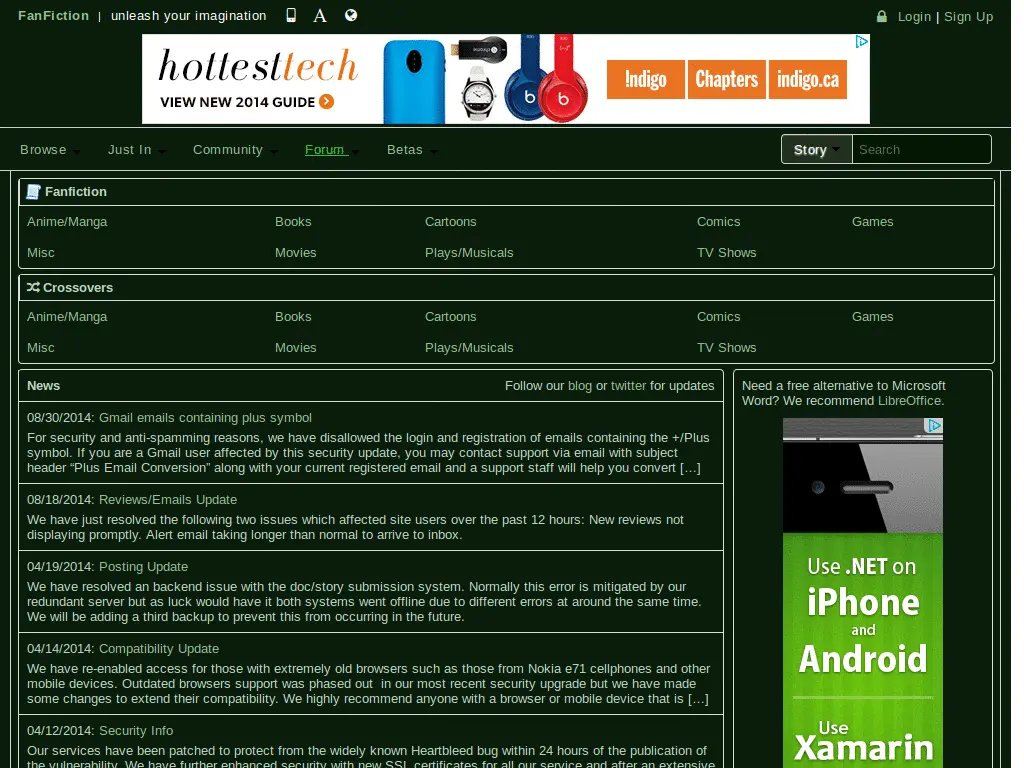 FanFiction | unleash your imagination A Login | Sign Up
hottesttech
VIEW NEW 2014 GUIDE
Indigo Chapters indigo.ca
Browse Just In Community Forum Betas Story Search
Fanfiction
Anime/Manga Books Cartoons Comics Games
Misc Movies Plays/Musicals TV Shows
Crossovers
Anime/Manga Books Cartoons Comics Games
Misc Movies Plays/Musicals TV Shows
News Follow our blog or twitter for updates
08/30/2014: Gmail emails containing plus symbol
For security and anti-spamming reasons, we have disallowed the login and registration of emails containing the +/Plus
symbol. If you are a Gmail user affected by this security update, you may contact support via email with subject
header “Plus Email Conversion” along with your current registered email and a support staff will help you convert […]
08/18/2014: Reviews/Emails Update
We have just resolved the following two issues which affected site users over the past 12 hours: New reviews not
displaying promptly. Alert email taking longer than normal to arrive to inbox.
04/19/2014: Posting Update
We have resolved an backend issue with the doc/story submission system. Normally this error is mitigated by our
redundant server but as luck would have it both systems went offline due to different errors at around the same time.
We will be adding a third backup to prevent this from occurring in the future.
04/14/2014: Compatibility Update
We have re-enabled access for those with extremely old browsers such as those from Nokia e71 cellphones and other
mobile devices. Outdated browsers support was phased out in our most recent security upgrade but we have made
some changes to extend their compatibility. We highly recommend anyone with a browser or mobile device that is […]
04/12/2014: Security Info
Our services have been patched to protect from the widely known Heartbleed bug within 24 hours of the publication of
the vulnerability. We have further enhanced security with new SSL certificates for all our service and after an extensive
Need a free alternative to Microsoft
Word? We recommend LibreOffice.
Use .NET on
iPhone
and
Android
Use
Xamarin